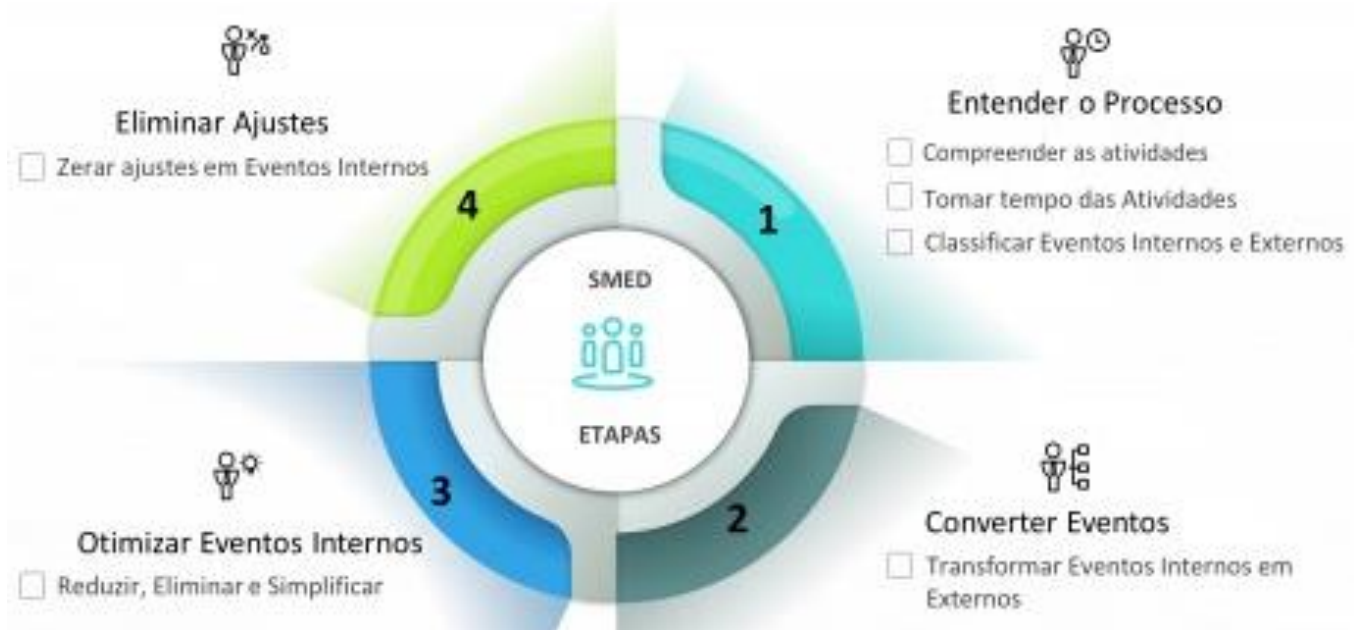 SMED
ETAPAS
1
Entender o Processo
Compreender as atividades
Tomar tempo das Atividades
Classificar Eventos Internos e Externos
2
Converter Eventos
Transformar Eventos Internos em
Externos
3
Otimizar Eventos Internos
Reduzir, Eliminar e Simplificar
4
Eliminar Ajustes
Zerar ajustes em Eventos Internos